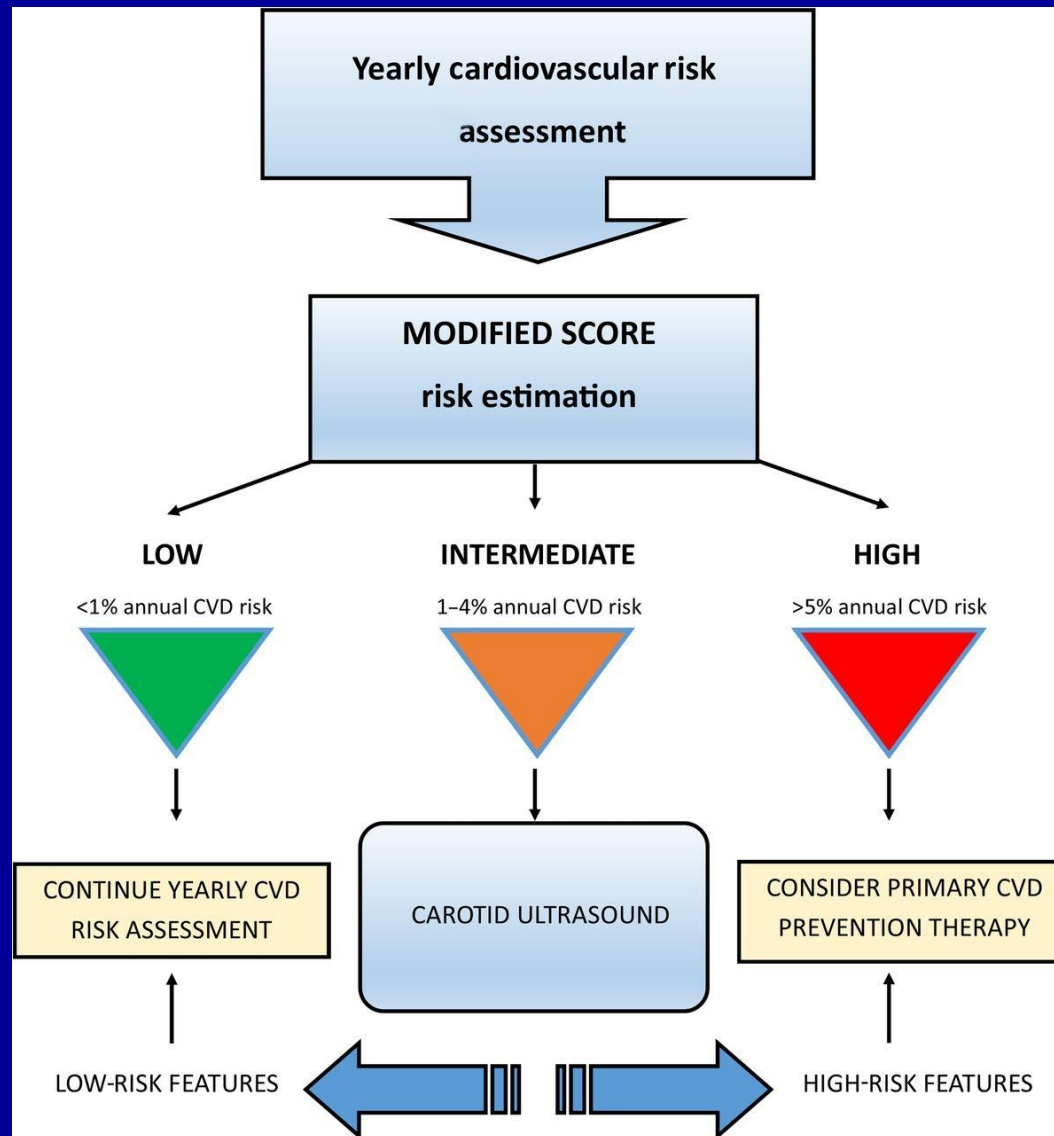 Yearly cardiovascular risk
assessment
MODIFIED SCORE
risk estimation
LOW
<1% annual CVD risk
INTERMEDIATE
1–4% annual CVD risk
HIGH
>5% annual CVD risk
CONTINUE YEARLY CVD
RISK ASSESSMENT
CAROTID ULTRASOUND
CONSIDER PRIMARY CVD
PREVENTION THERAPY
LOW-RISK FEATURES
HIGH-RISK FEATURES